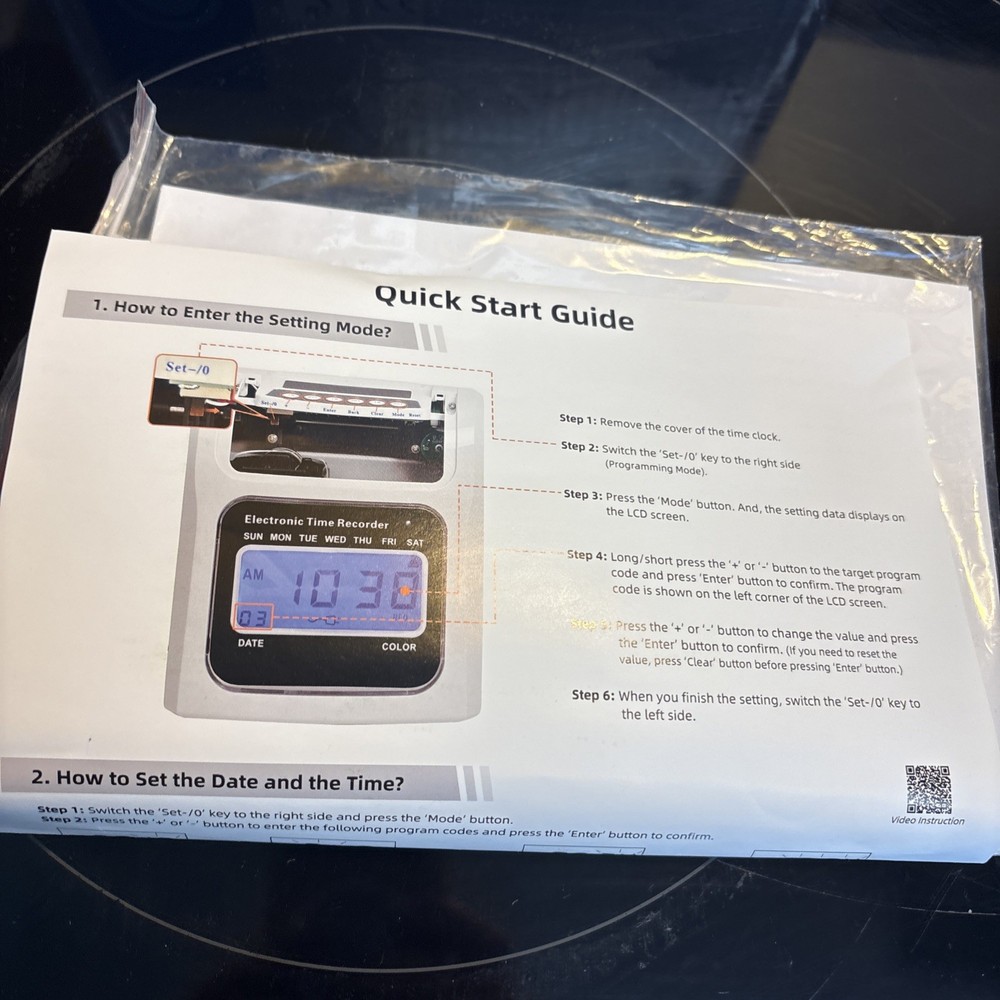 Quick Start Guide
1. How to Enter the Setting Mode?
Set-/0
Enter Back Clear Mode Reset
Electronic Time Recorder
SUN MON TUE WED THU FRI SAT
AM 10 30
03
DATE COLOR
Step 1: Remove the cover of the time clock.
Step 2: Switch the 'Set-/0' key to the right side
(Programming Mode).
Step 3: Press the 'Mode' button. And, the setting data displays on
the LCD screen.
Step 4: Long/short press the '+' or '-' button to the target program
code and press 'Enter' button to confirm. The program
code is shown on the left corner of the LCD screen.
Step 5: Press the '+' or '-' button to change the value and press
the 'Enter' button to confirm. (If you need to reset the
value, press 'Clear' button before pressing 'Enter' button.)
Step 6: When you finish the setting, switch the 'Set-/0' key to
the left side.
2. How to Set the Date and the Time?
Step 1: Switch the 'Set-/0' key to the right side and press the 'Mode' button.
Step 2: Press the '+' or '-' button to enter the following program codes and press the 'Enter' button to confirm.
Video Instruction